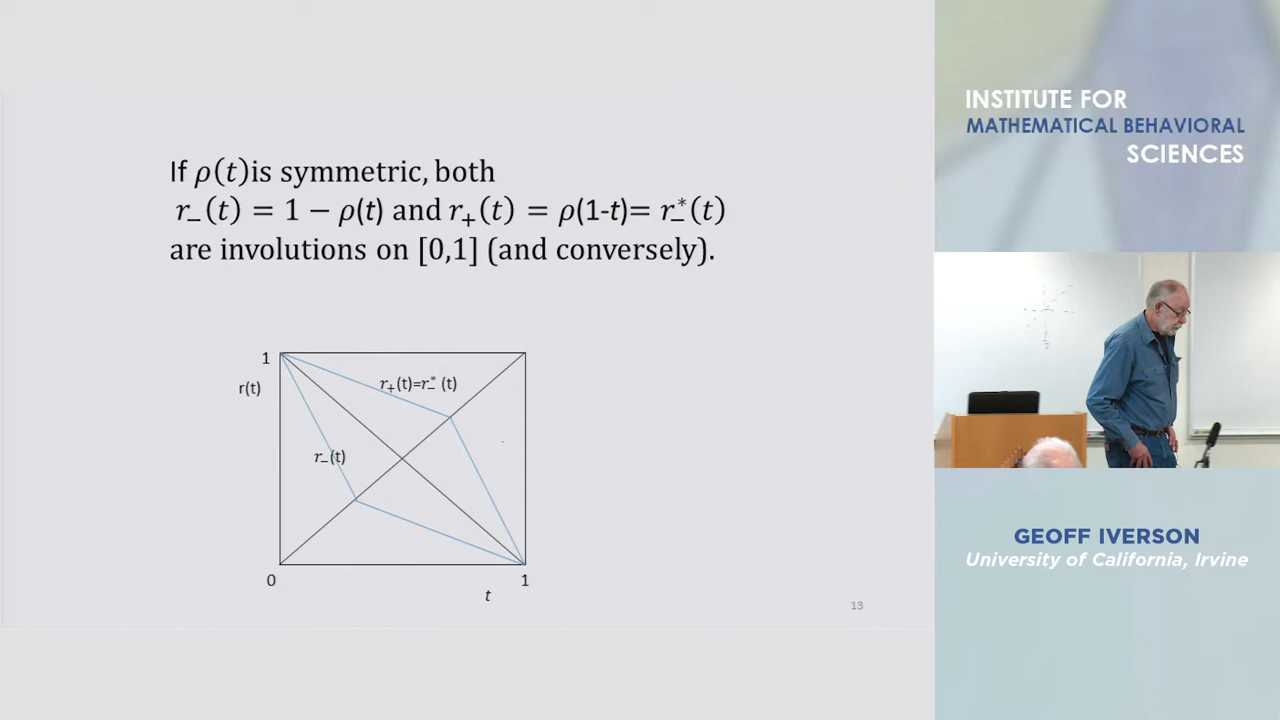 If ρ(t)is symmetric, both
r₋(t) = 1 − ρ(t) and r₊(t) = ρ(1-t)= r₋*(t)
are involutions on [0,1] (and conversely).
1
r(t)
r₊(t)=r₋* (t)
r₋(t)
0
1
t
13
INSTITUTE FOR
MATHEMATICAL BEHAVIORAL
SCIENCES
GEOFF IVERSON
University of California, Irvine